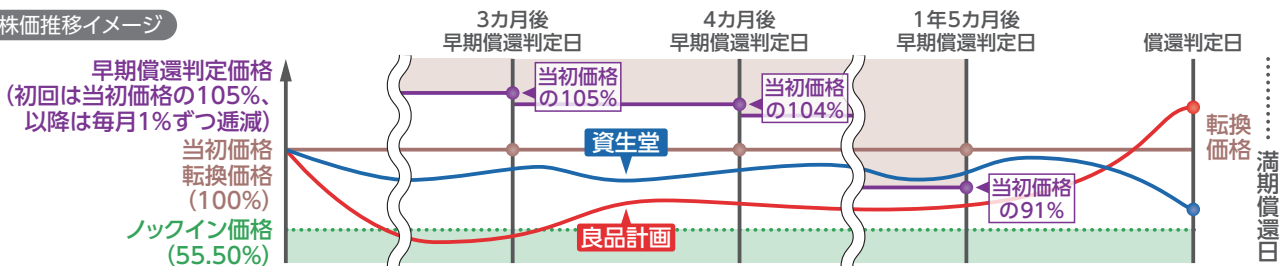 株価推移イメージ
3カ月後
早期償還判定日
4カ月後
早期償還判定日
1年5カ月後
早期償還判定日
償還判定日
早期償還判定価格
（初回は当初価格の105%、
以降は毎月1%ずつ逓減）
当初価格
転換価格
（100%）
ノックイン価格
（55.50%）
当初価格
の105%
当初価格
の104%
当初価格
の91%
資生堂
良品計画
転換
価格
満期償還日